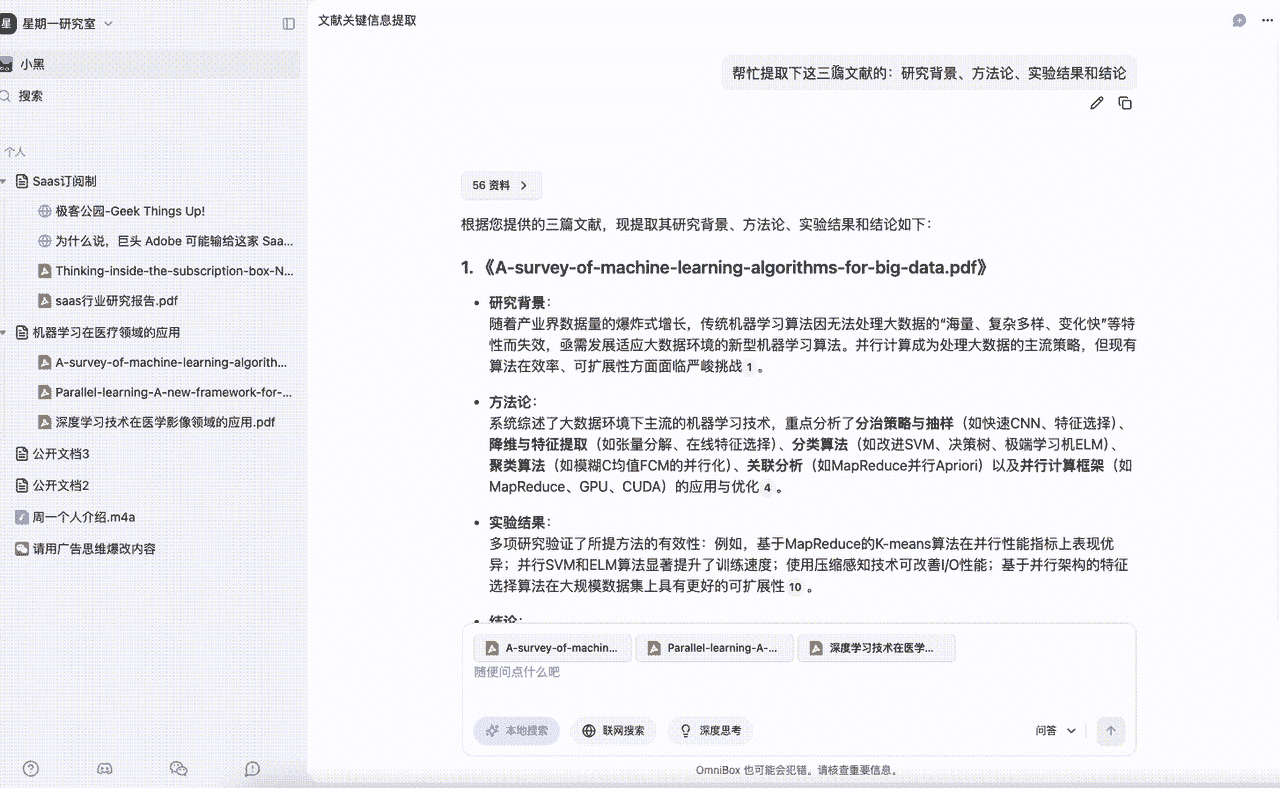 星 星期一研究室
小黑
搜索
个人
Saas订阅制
极客公园-Geek Things Up!
为什么说，巨头 Adobe 可能输给这家 Saa...
Thinking-inside-the-subscription-box-N...
saas行业研究报告.pdf
机器学习在医疗领域的应用
A-survey-of-machine-learning-algorith...
Parallel-learning-A-new-framework-for-...
深度学习技术在医学影像领域的应用.pdf
公开文档3
公开文档2
周一个人介绍.m4a
请用广告思维爆改内容
文献关键信息提取
帮忙提取下这三篇文献的：研究背景、方法论、实验结果和结论
56 资料
根据您提供的三篇文献，现提取其研究背景、方法论、实验结果和结论如下：
1. 《A-survey-of-machine-learning-algorithms-for-big-data.pdf》
• 研究背景：
随着产业界数据量的爆炸式增长，传统机器学习算法因无法处理大数据的“海量、复杂多样、变化快”等特
性而失效，亟需发展适应大数据环境的新型机器学习算法。并行计算成为处理大数据的主流策略，但现有
算法在效率、可扩展性方面面临严峻挑战 1 。
• 方法论：
系统综述了大数据环境下主流的机器学习技术，重点分析了分治策略与抽样（如快速CNN、特征选择）、
降维与特征提取（如张量分解、在线特征选择）、分类算法（如改进SVM、决策树、极端学习机ELM）、
聚类算法（如模糊C均值FCM的并行化）、关联分析（如MapReduce并行Apriori）以及并行计算框架（如
MapReduce、GPU、CUDA）的应用与优化 4 。
• 实验结果：
多项研究验证了所提方法的有效性：例如，基于MapReduce的K-means算法在并行性能指标上表现优
异；并行SVM和ELM算法显著提升了训练速度；使用压缩感知技术可改善I/O性能；基于并行架构的特征
选择算法在大规模数据集上具有更好的可扩展性 10 。
• 结论：
A-survey-of-machin...
Parallel-learning-A-...
深度学习技术在医学...
随便问点什么吧
本地搜索
联网搜索
深度思考
问答
OmniBox 也可能会犯错。请核查重要信息。